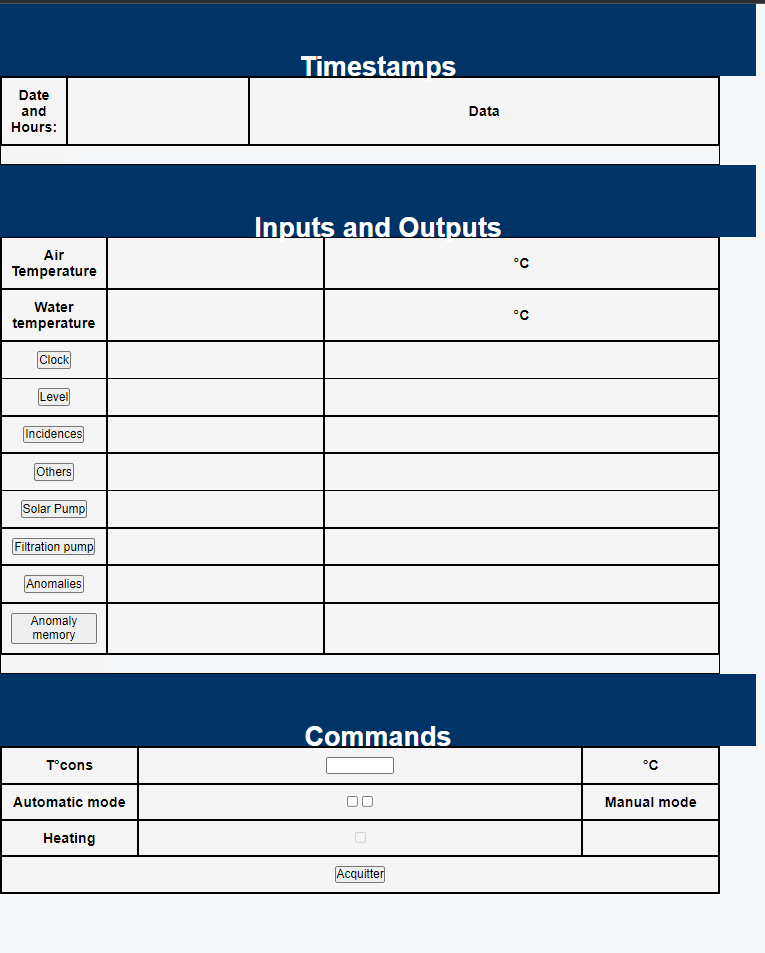 Timestamps
Date
and
Hours:
Data
Inputs and Outputs
Air
Temperature
°C
Water
temperature
°C
Clock
Level
Incidences
Others
Solar Pump
Filtration pump
Anomalies
Anomaly
memory
Commands
T°cons
°C
Automatic mode
Manual mode
Heating
Acquitter